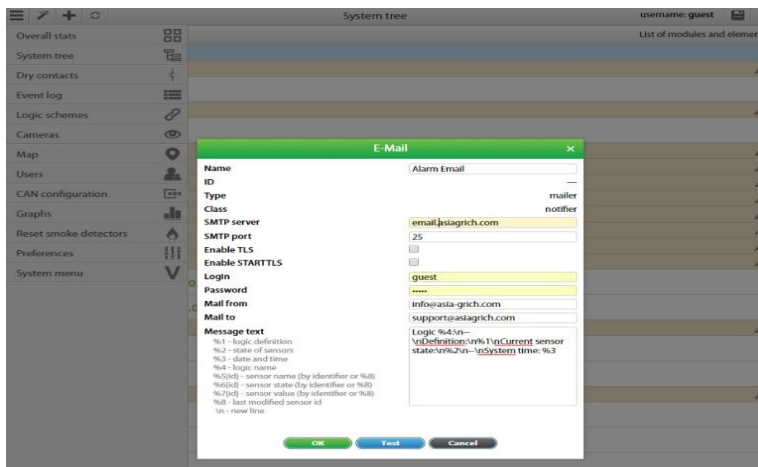 System tree
username: guest
Overall stats
List of modules and elemen
System tree
Dry contacts
Event log
Logic schemes
Cameras
Map
Users
CAN configuration
Graphs
Reset smoke detectors
Preferences
System menu
E-Mail
Name Alarm Email
ID —
Type mailer
Class notifier
SMTP server email.asiagrich.com
SMTP port 25
Enable TLS
Enable STARTTLS
Login guest
Password •••••
Mail from info@asia-grich.com
Mail to support@asiagrich.com
Message text
%1 - logic definition
%2 - state of sensors
%3 - date and time
%4 - logic name
%5[id] - sensor name (by identifier or %8)
%6[id] - sensor state (by identifier or %8)
%7[id] - sensor value (by identifier or %8)
%8 - last modified sensor id
\n - new line
Logic %4:\n--
\nDefinition:\n%1\nCurrent sensor
state:\n%2\n--\nSystem time: %3
OK Test Cancel